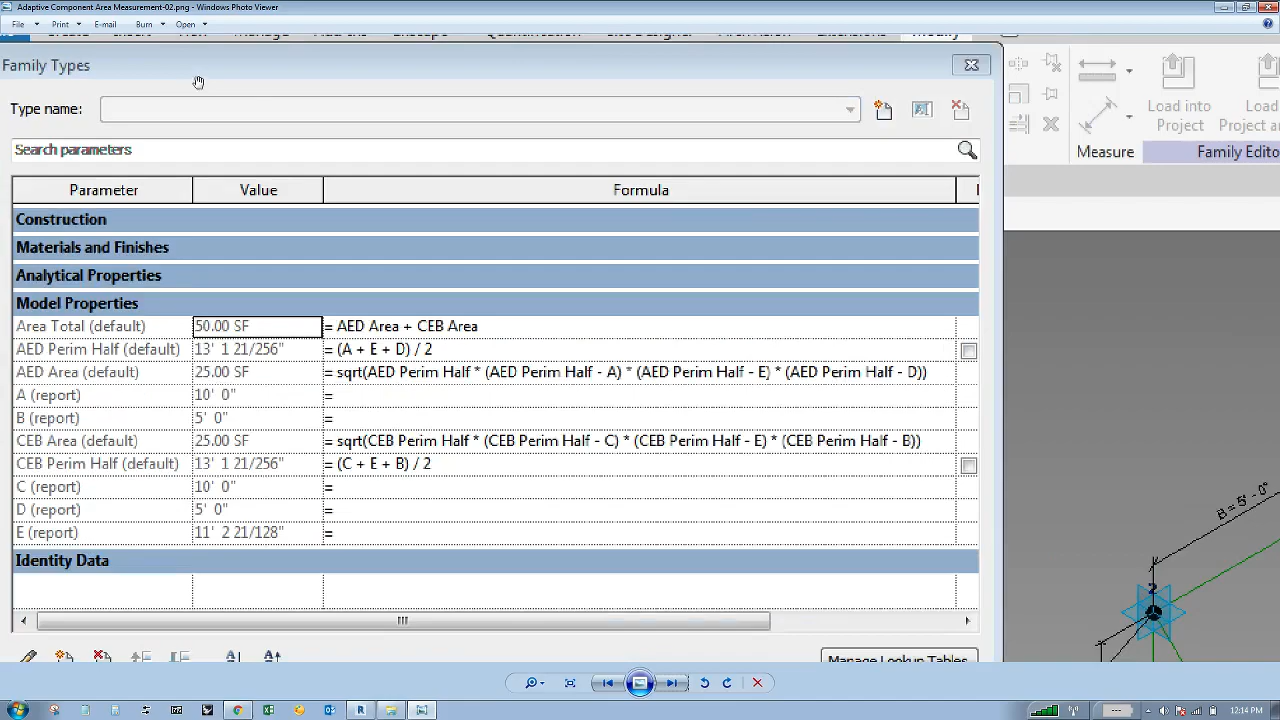 Adaptive Component Area Measurement-02.png - Windows Photo Viewer
File Print E-mail Burn Open
Family Types
Type name:
Search parameters
Parameter Value Formula
Construction
Materials and Finishes
Analytical Properties
Model Properties
Area Total (default) 50.00 SF = AED Area + CEB Area
AED Perim Half (default) 13' 1 21/256" = (A + E + D) / 2
AED Area (default) 25.00 SF = sqrt(AED Perim Half * (AED Perim Half - A) * (AED Perim Half - E) * (AED Perim Half - D))
A (report) 10' 0" =
B (report) 5' 0" =
CEB Area (default) 25.00 SF = sqrt(CEB Perim Half * (CEB Perim Half - C) * (CEB Perim Half - E) * (CEB Perim Half - B))
CEB Perim Half (default) 13' 1 21/256" = (C + E + B) / 2
C (report) 10' 0" =
D (report) 5' 0" =
E (report) 11' 2 21/128" =
Identity Data
Manage Lookup Tables
Load into Project
Load
Project a
Measure Family Edito
B = 5' - 0"
2
12:14 PM